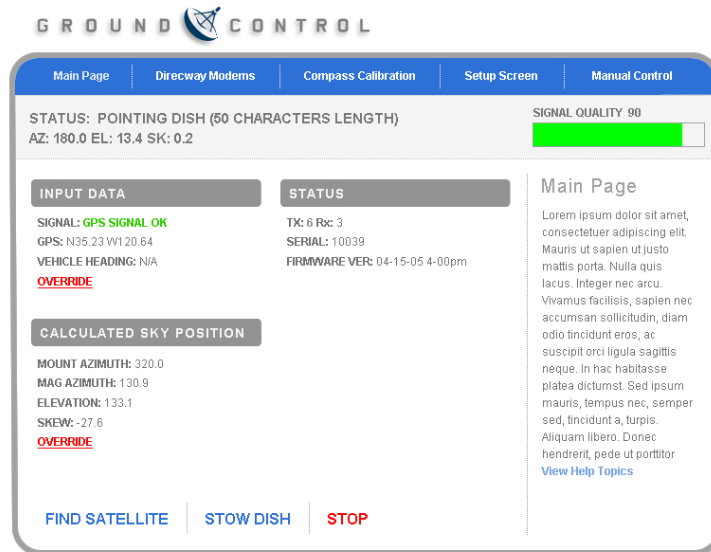 GROUND CONTROL
Main Page Direcway Modems Compass Calibration Setup Screen Manual Control
STATUS: POINTING DISH (50 CHARACTERS LENGTH)
AZ: 180.0 EL: 13.4 SK: 0.2
SIGNAL QUALITY 90
INPUT DATA
SIGNAL: GPS SIGNAL OK
GPS: N35.23 W120.64
VEHICLE HEADING: N/A
OVERRIDE
STATUS
TX: 6 Rx: 3
SERIAL: 10039
FIRMWARE VER: 04-15-05 4-00pm
CALCULATED SKY POSITION
MOUNT AZIMUTH: 320.0
MAG AZIMUTH: 130.9
ELEVATION: 133.1
SKEW: -27.6
OVERRIDE
Main Page
Lorem ipsum dolor sit amet,
consectetuer adipiscing elit.
Mauris ut sapien ut justo
mattis porta. Nulla quis
lacus. Integer nec arcu.
Vivamus facilisis, sapien nec
accumsan sollicitudin, diam
odio tincidunt eros, ac
suscipit orci ligula sagittis
neque. In hac habitasse
platea dictumst. Sed ipsum
mauris, tempus nec, semper
sed, tincidunt a, turpis.
Aliquam libero. Donec
hendrerit, pede ut porttitor
View Help Topics
FIND SATELLITE STOW DISH STOP